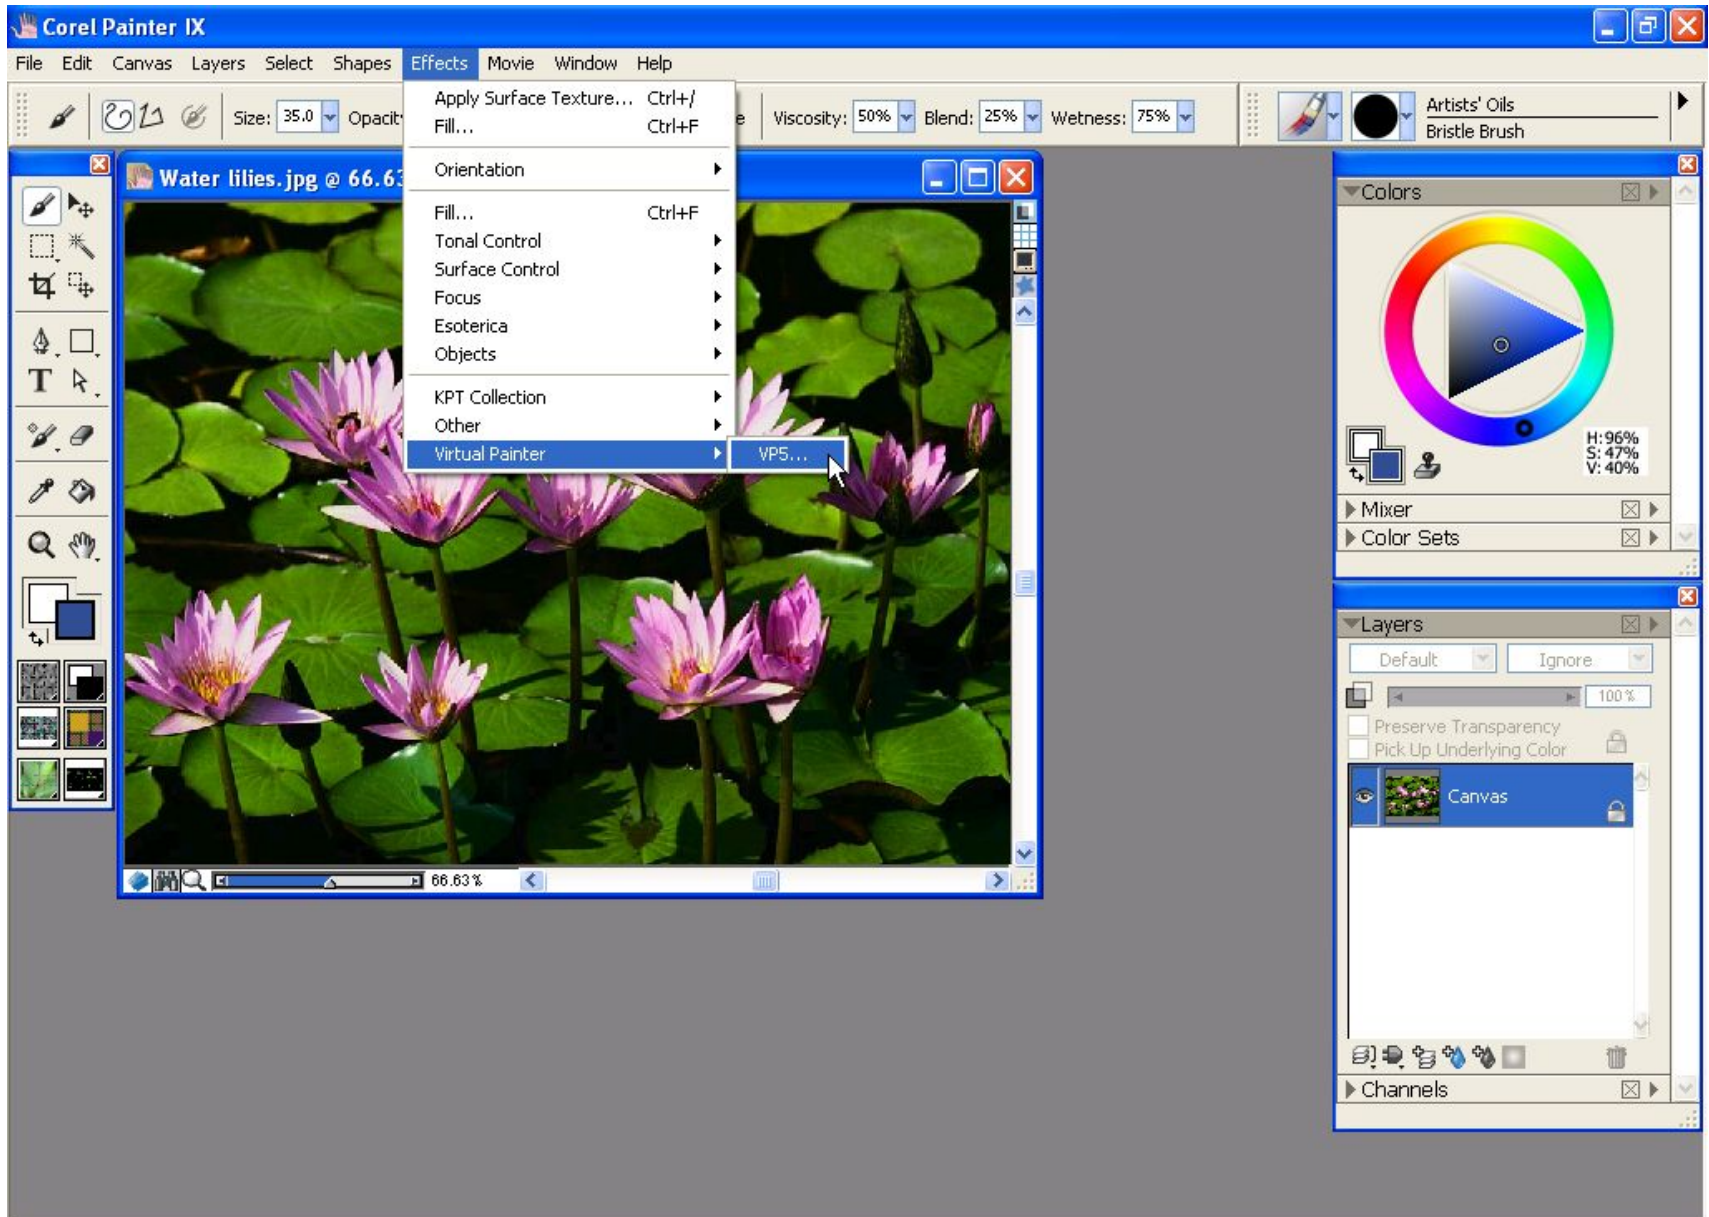 Corel Painter IX
File Edit Canvas Layers Select Shapes Effects Movie Window Help
Size: 35.0 Opacit e Viscosity: 50% Blend: 25% Wetness: 75%
Artists' Oils
Bristle Brush
Water lilies.jpg @ 66.63
Apply Surface Texture... Ctrl+/
Fill... Ctrl+F
Orientation
Fill... Ctrl+F
Tonal Control
Surface Control
Focus
Esoterica
Objects
KPT Collection
Other
Virtual Painter
VP5...
T
66.63%
Colors
H: 96%
S: 47%
V: 40%
Mixer
Color Sets
Layers
Default Ignore
100%
Preserve Transparency
Pick Up Underlying Color
Canvas
Channels